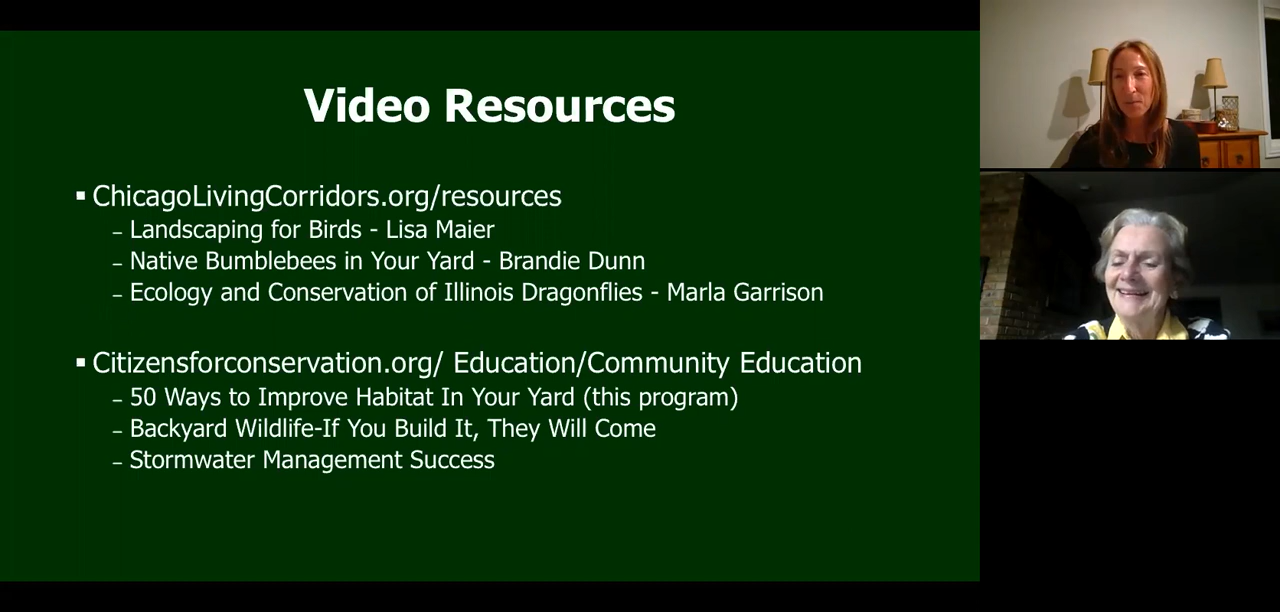 Video Resources
▪ ChicagoLivingCorridors.org/resources
– Landscaping for Birds - Lisa Maier
– Native Bumblebees in Your Yard - Brandie Dunn
– Ecology and Conservation of Illinois Dragonflies - Marla Garrison
▪ Citizensforconservation.org/ Education/Community Education
– 50 Ways to Improve Habitat In Your Yard (this program)
– Backyard Wildlife-If You Build It, They Will Come
– Stormwater Management Success